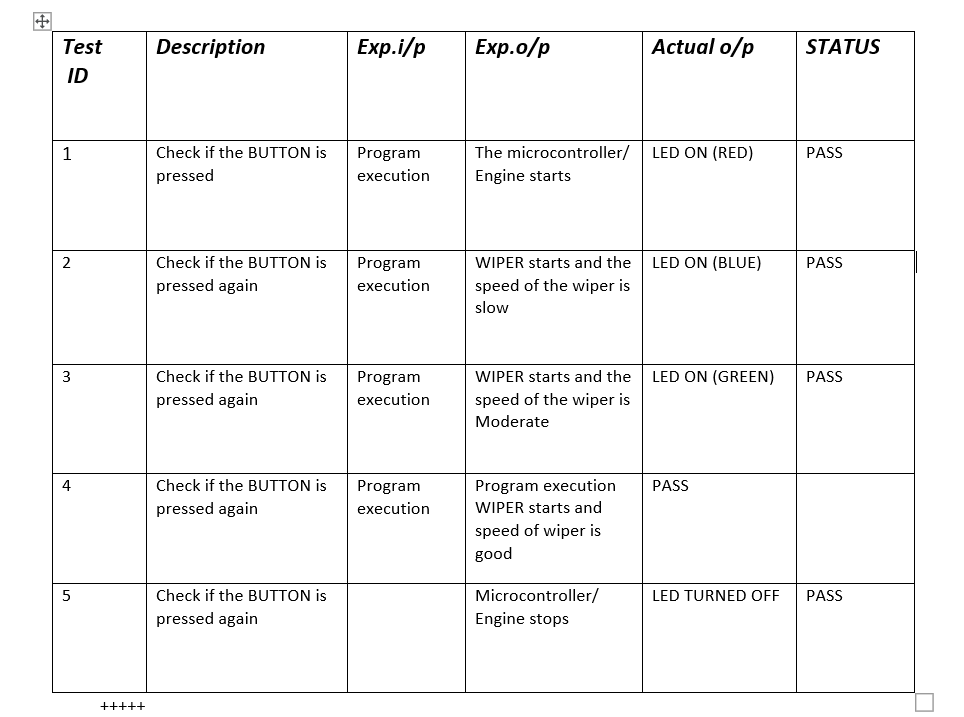 Test ID Description Exp.i/p Exp.o/p Actual o/p STATUS
1 Check if the BUTTON is pressed Program execution The microcontroller/ Engine starts LED ON (RED) PASS
2 Check if the BUTTON is pressed again Program execution WIPER starts and the speed of the wiper is slow LED ON (BLUE) PASS
3 Check if the BUTTON is pressed again Program execution WIPER starts and the speed of the wiper is Moderate LED ON (GREEN) PASS
4 Check if the BUTTON is pressed again Program execution Program execution WIPER starts and speed of wiper is good PASS
5 Check if the BUTTON is pressed again Microcontroller/ Engine stops LED TURNED OFF PASS
+++++